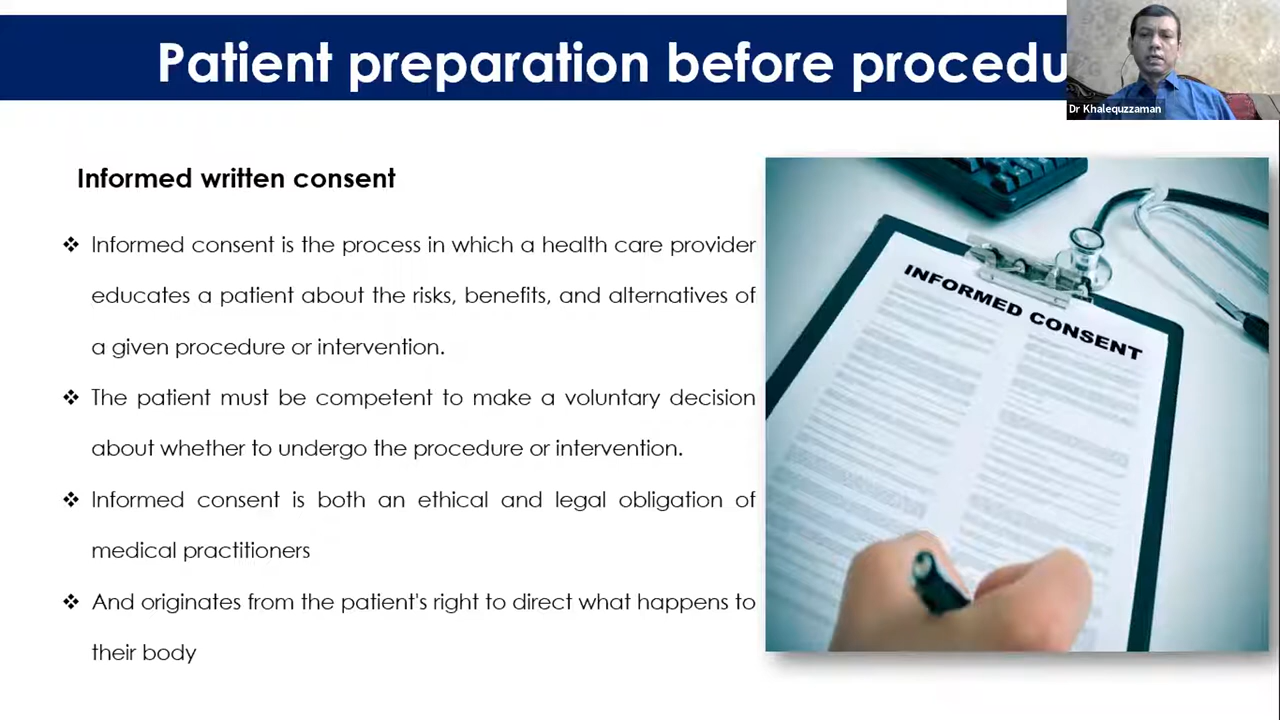 Patient preparation before procedu
Dr Khalequzzaman
Informed written consent
❖ Informed consent is the process in which a health care provider
educates a patient about the risks, benefits, and alternatives of
a given procedure or intervention.
❖ The patient must be competent to make a voluntary decision
about whether to undergo the procedure or intervention.
❖ Informed consent is both an ethical and legal obligation of
medical practitioners
❖ And originates from the patient's right to direct what happens to
their body
INFORMED CONSENT